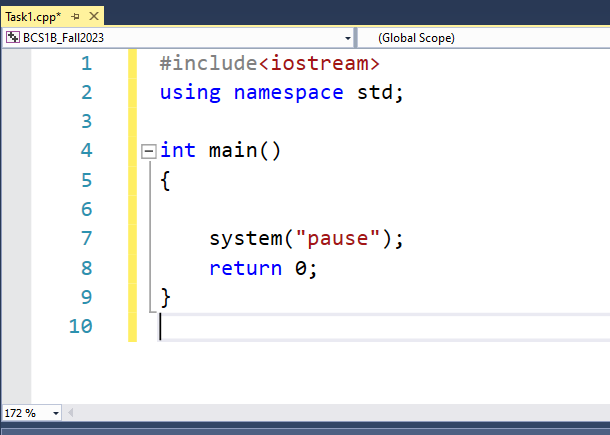 Task1.cpp*
BCS1B_Fall2023 (Global Scope)
1 #include<iostream>
2 using namespace std;
3
4 int main()
5 {
6
7 system("pause");
8 return 0;
9 }
10
172 %